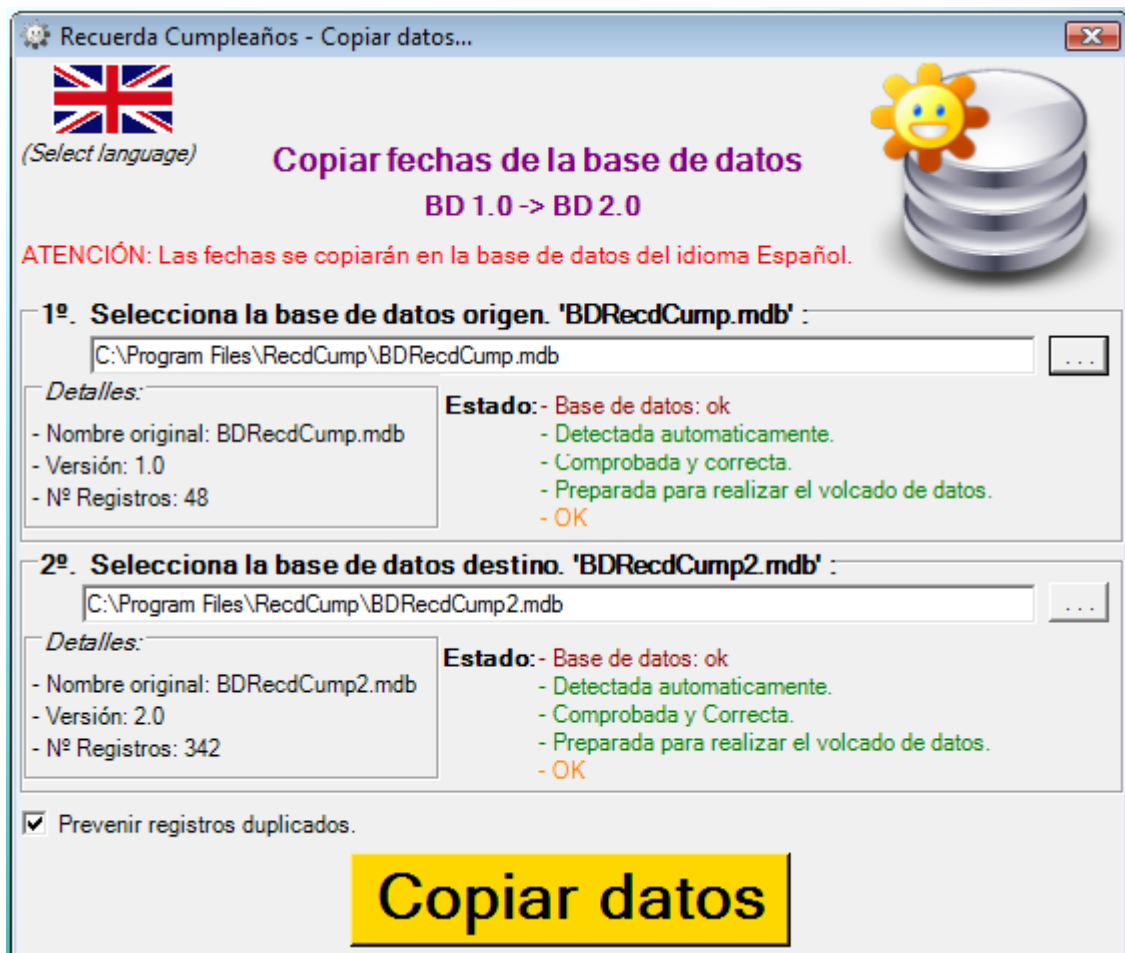 Recuerda Cumpleaños - Copiar datos...
(Select language)
Copiar fechas de la base de datos
BD 1.0 -> BD 2.0
ATENCIÓN: Las fechas se copiarán en la base de datos del idioma Español.
1º. Selecciona la base de datos origen. 'BDRecdCump.mdb' :
C:\Program Files\RecdCump\BDRecdCump.mdb
...
Detalles:
- Nombre original: BDRecdCump.mdb
- Versión: 1.0
- Nº Registros: 48
Estado: - Base de datos: ok
- Detectada automaticamente.
- Comprobada y correcta.
- Preparada para realizar el volcado de datos.
- OK
2º. Selecciona la base de datos destino. 'BDRecdCump2.mdb' :
C:\Program Files\RecdCump\BDRecdCump2.mdb
...
Detalles:
- Nombre original: BDRecdCump2.mdb
- Versión: 2.0
- Nº Registros: 342
Estado: - Base de datos: ok
- Detectada automaticamente.
- Comprobada y Correcta.
- Preparada para realizar el volcado de datos.
- OK
Prevenir registros duplicados.
Copiar datos